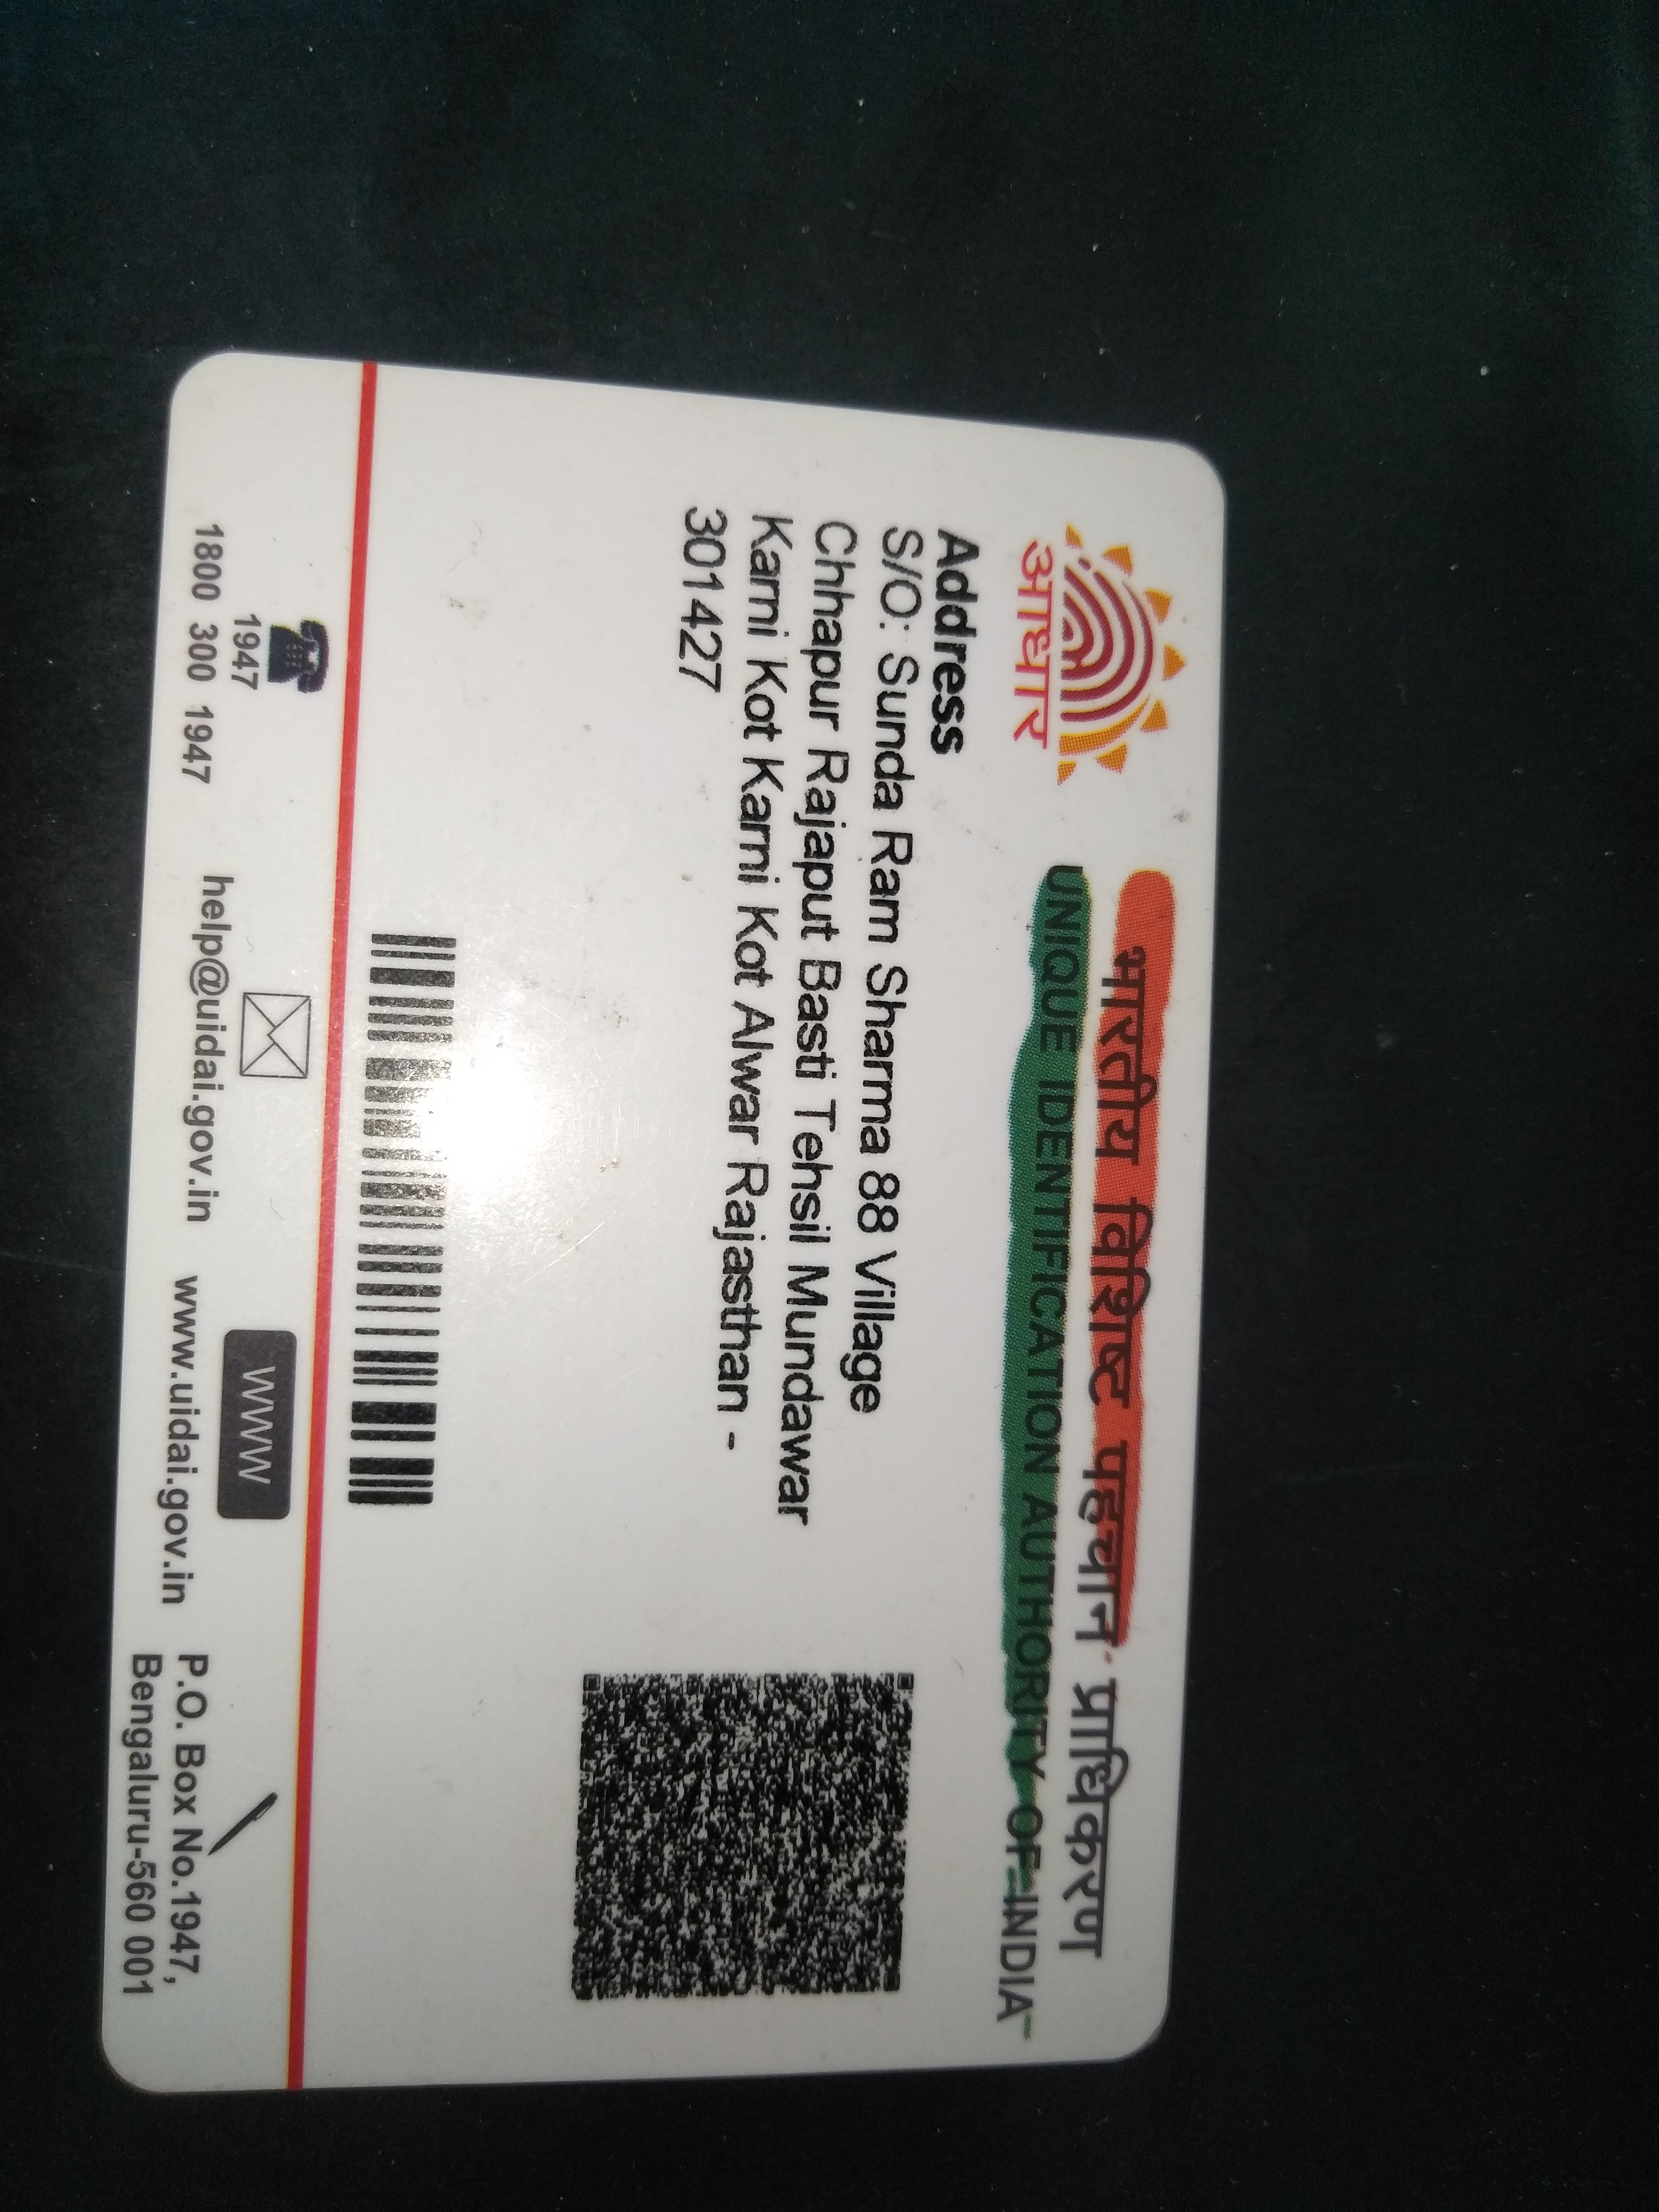 आधार
भारतीय विशिष्ट पहचान प्राधिकरण
UNIQUE IDENTIFICATION AUTHORITY OF INDIA
Address
S/O: Sunda Ram Sharma 88 Village
Chhapur Rajaput Basti Tehsil Mundawar
Karni Kot Karni Kot Alwar Rajasthan -
301427
1947
1800 300 1947
help@uidai.gov.in
WWW
www.uidai.gov.in
P.O. Box No.1947,
Bengaluru-560 001